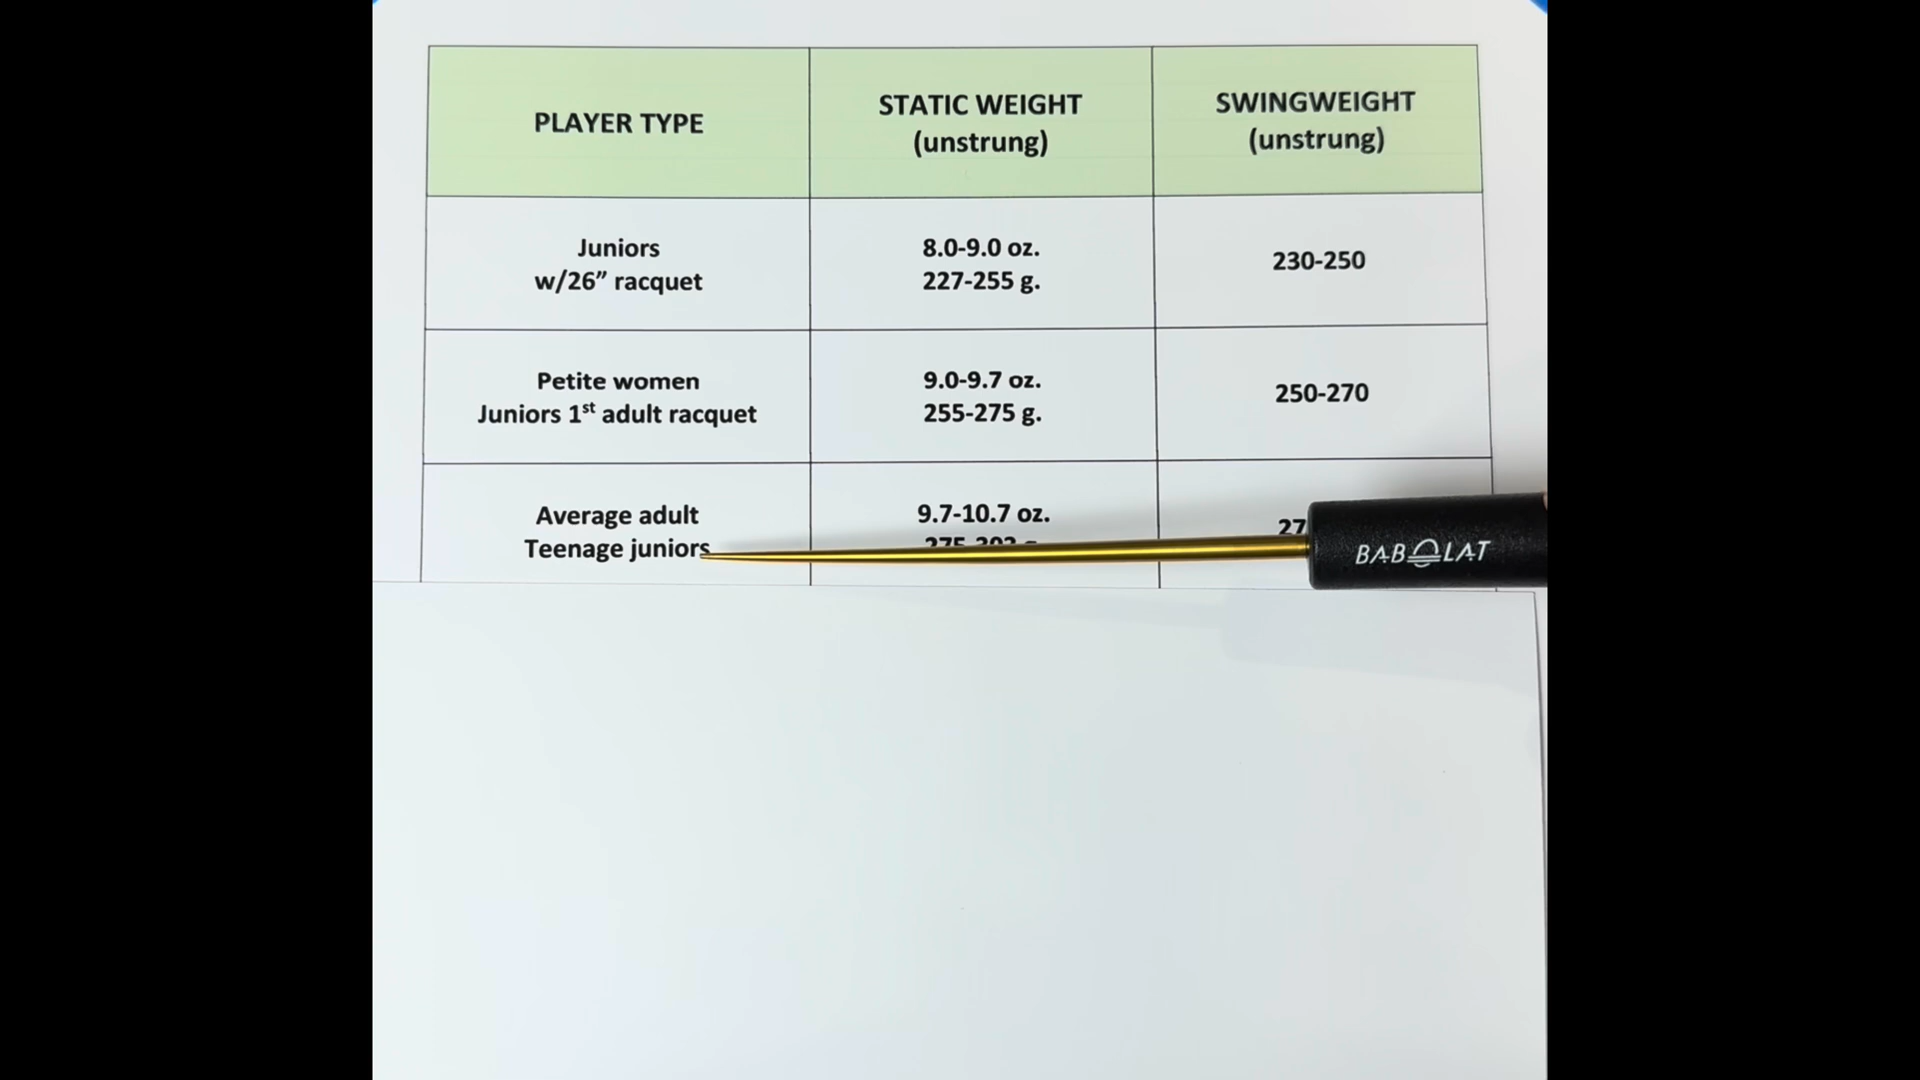 PLAYER TYPE
STATIC WEIGHT
(unstrung)
SWINGWEIGHT
(unstrung)
Juniors
w/26” racquet
8.0-9.0 oz.
227-255 g.
230-250
Petite women
Juniors 1st adult racquet
9.0-9.7 oz.
255-275 g.
250-270
Average adult
Teenage juniors
9.7-10.7 oz.
BABOLAT